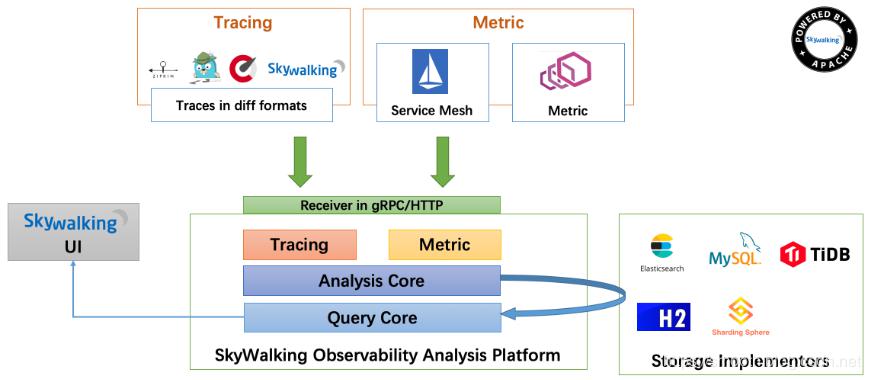 Tracing
Metric
POWERED BY
Skywalking
APACHE
ZIPKIN
Skywalking
Traces in diff formats
Service Mesh
Metric
Receiver in gRPC/HTTP
Skywalking
UI
Tracing
Metric
Analysis Core
Query Core
SkyWalking Observability Analysis Platform
Elasticsearch
MySQL
TiDB
H2
Sharding Sphere
Storage implementors